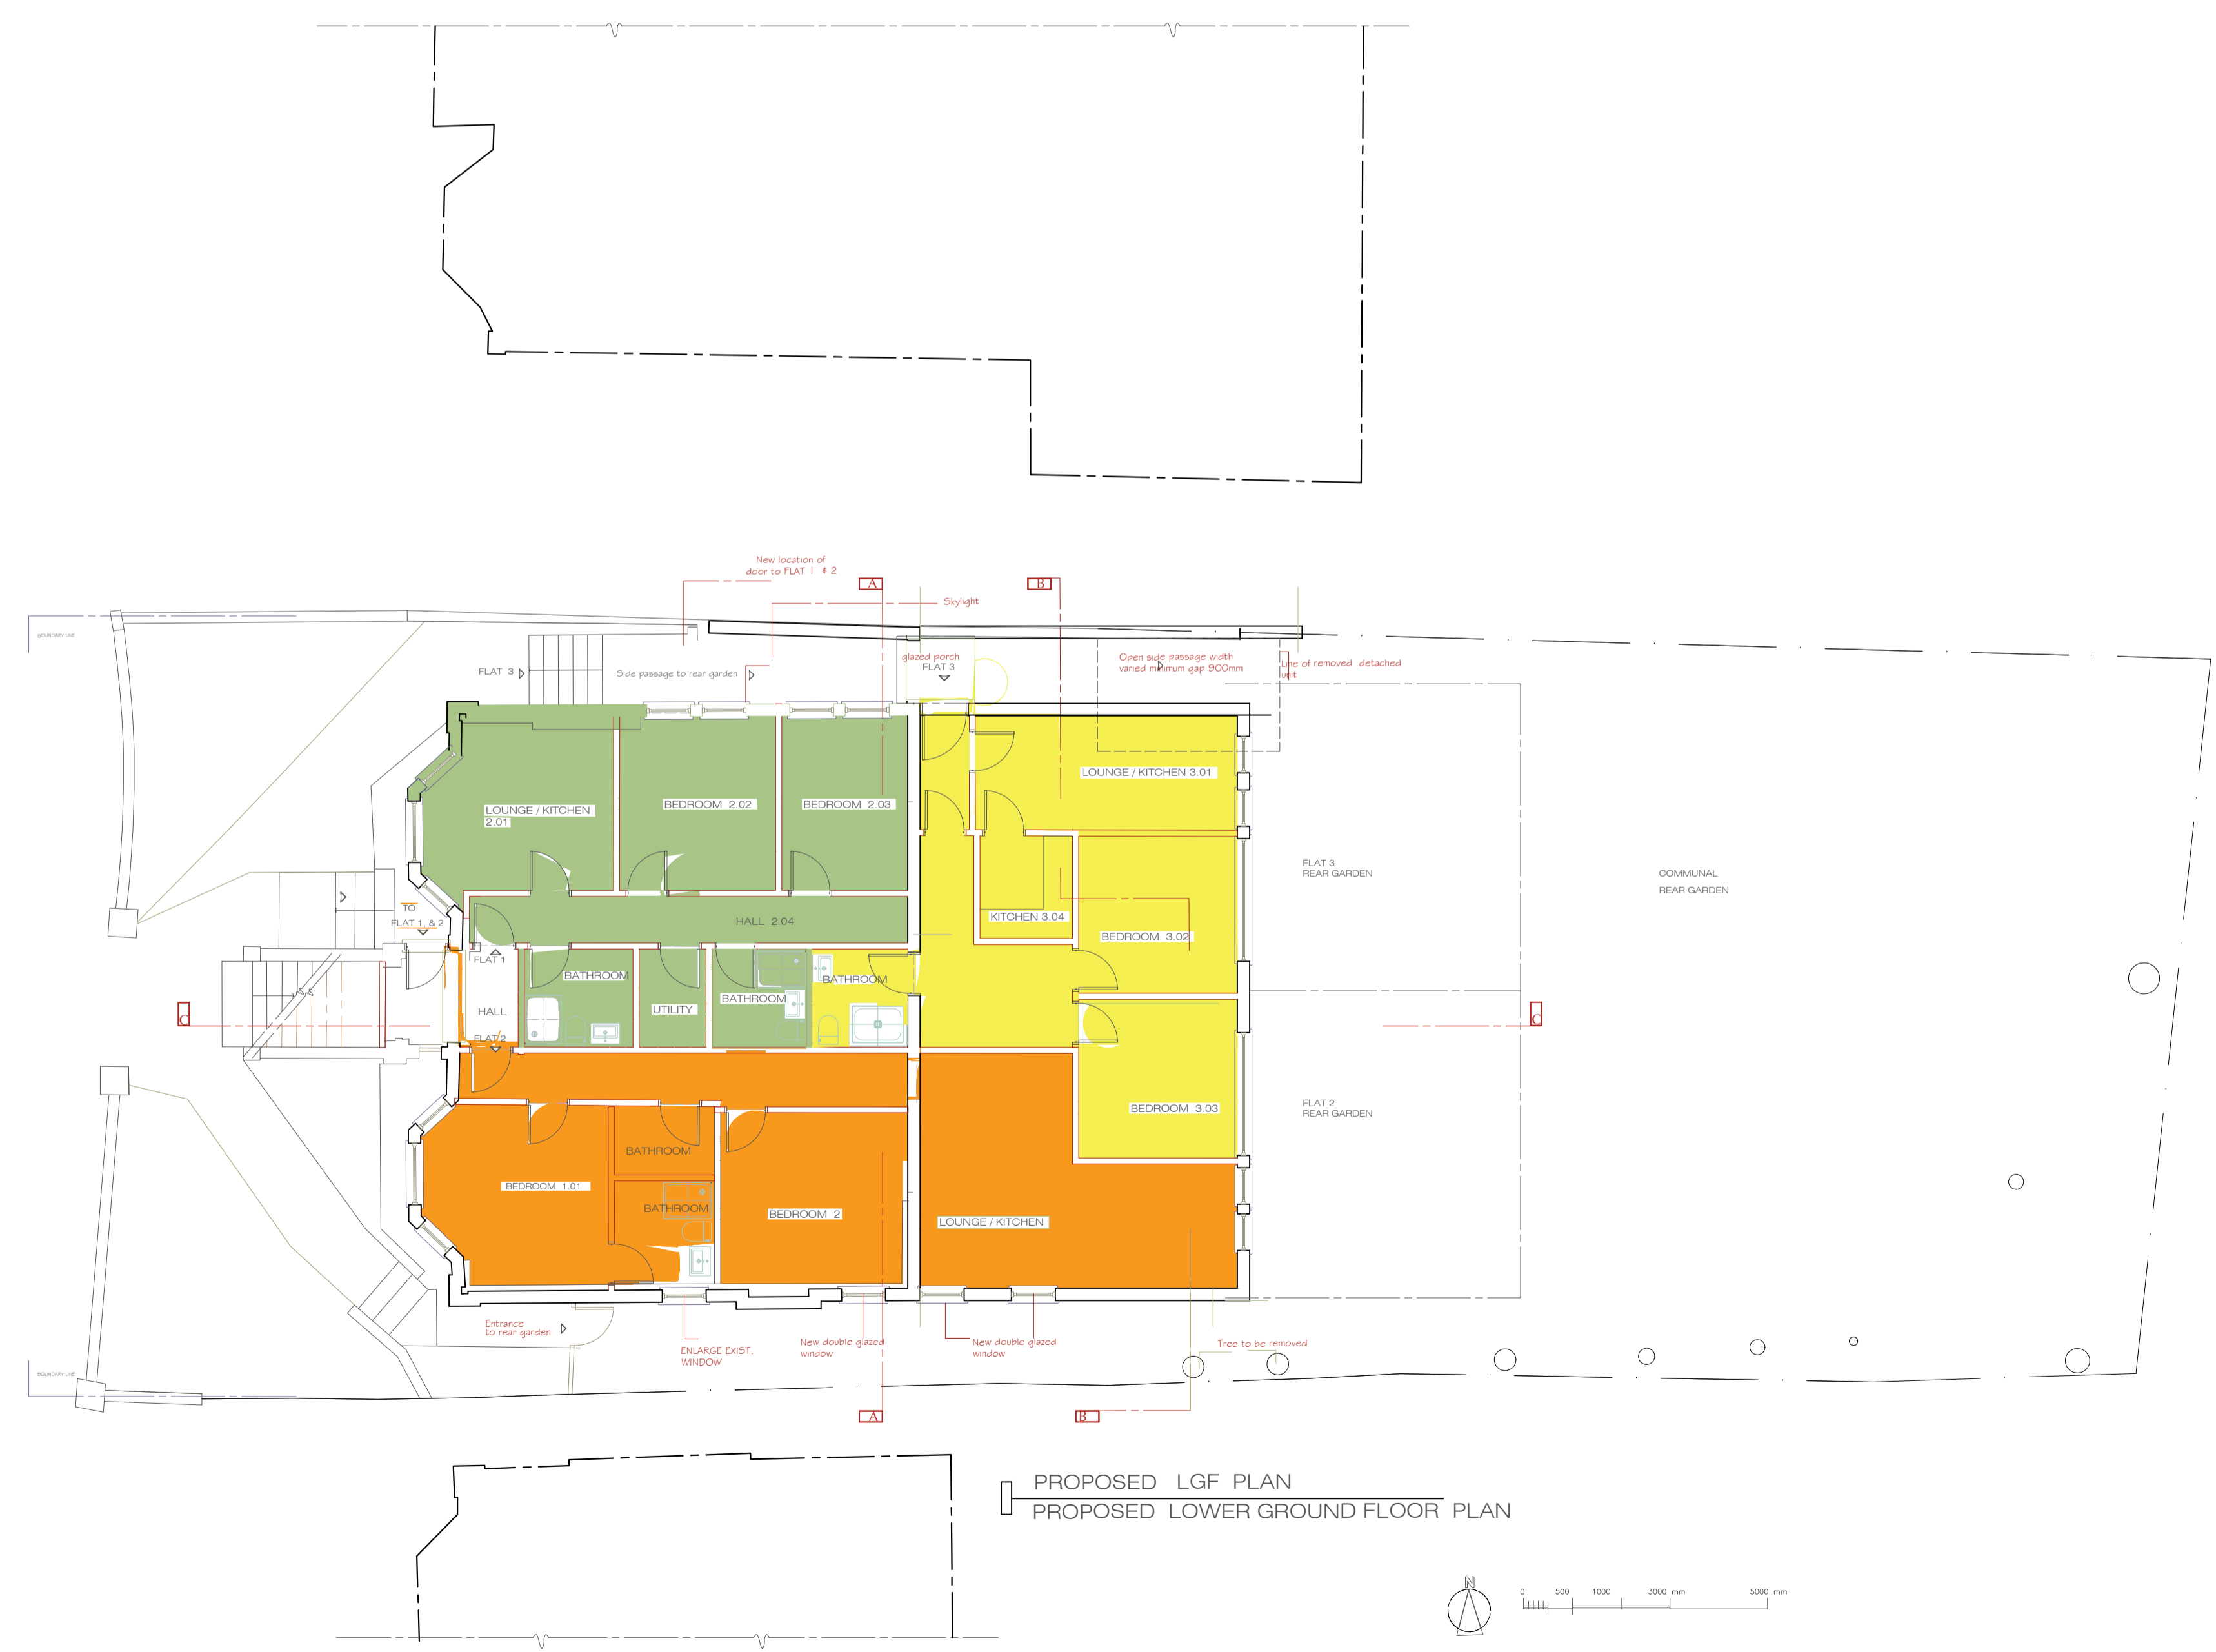 New location of
door to FLAT 1 & 2
A
B
Skylight
BOUNDARY LINE
glazed porch
FLAT 3
Open side passage width
varied minimum gap 900mm
Line of removed detached
unit
FLAT 3
Side passage to rear garden
LOUNGE / KITCHEN 3.01
LOUNGE / KITCHEN
2.01
BEDROOM 2.02
BEDROOM 2.03
FLAT 3
REAR GARDEN
COMMUNAL
REAR GARDEN
TO
FLAT 1, & 2
HALL 2.04
KITCHEN 3.04
BEDROOM 3.02
FLAT 1
BATHROOM
BATHROOM
BATHROOM
UTILITY
HALL
C
C
FLAT 2
BEDROOM 3.03
FLAT 2
REAR GARDEN
BATHROOM
BEDROOM 1.01
BATHROOM
BEDROOM 2
LOUNGE / KITCHEN
Entrance
to rear garden
ENLARGE EXIST.
WINDOW
New double glazed
window
New double glazed
window
Tree to be removed
BOUNDARY LINE
A
B
PROPOSED LGF PLAN
PROPOSED LOWER GROUND FLOOR PLAN
N
0 500 1000 3000 mm 5000 mm